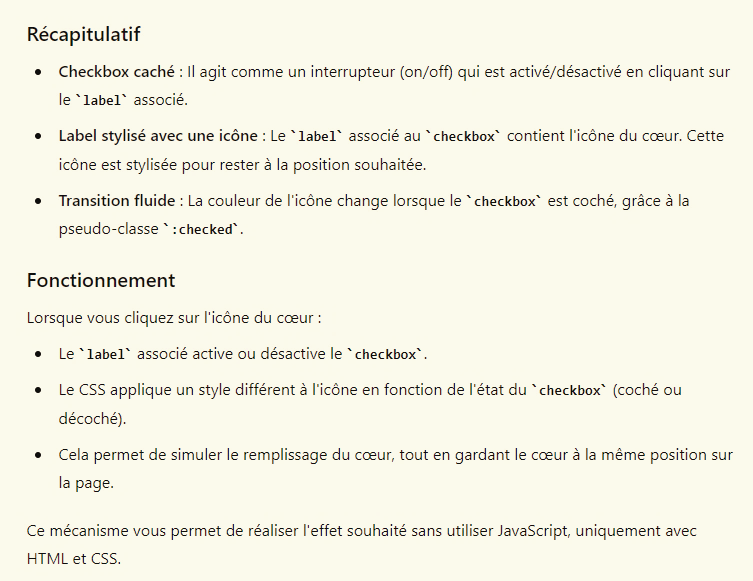 Récapitulatif
• Checkbox caché : Il agit comme un interrupteur (on/off) qui est activé/désactivé en cliquant sur
le `label` associé.
• Label stylisé avec une icône : Le `label` associé au `checkbox` contient l'icône du cœur. Cette
icône est stylisée pour rester à la position souhaitée.
• Transition fluide : La couleur de l'icône change lorsque le `checkbox` est coché, grâce à la
pseudo-classe `:checked`.
Fonctionnement
Lorsque vous cliquez sur l'icône du cœur :
• Le `label` associé active ou désactive le `checkbox`.
• Le CSS applique un style différent à l'icône en fonction de l'état du `checkbox` (coché ou
décoché).
• Cela permet de simuler le remplissage du cœur, tout en gardant le cœur à la même position sur
la page.
Ce mécanisme vous permet de réaliser l'effet souhaité sans utiliser JavaScript, uniquement avec
HTML et CSS.